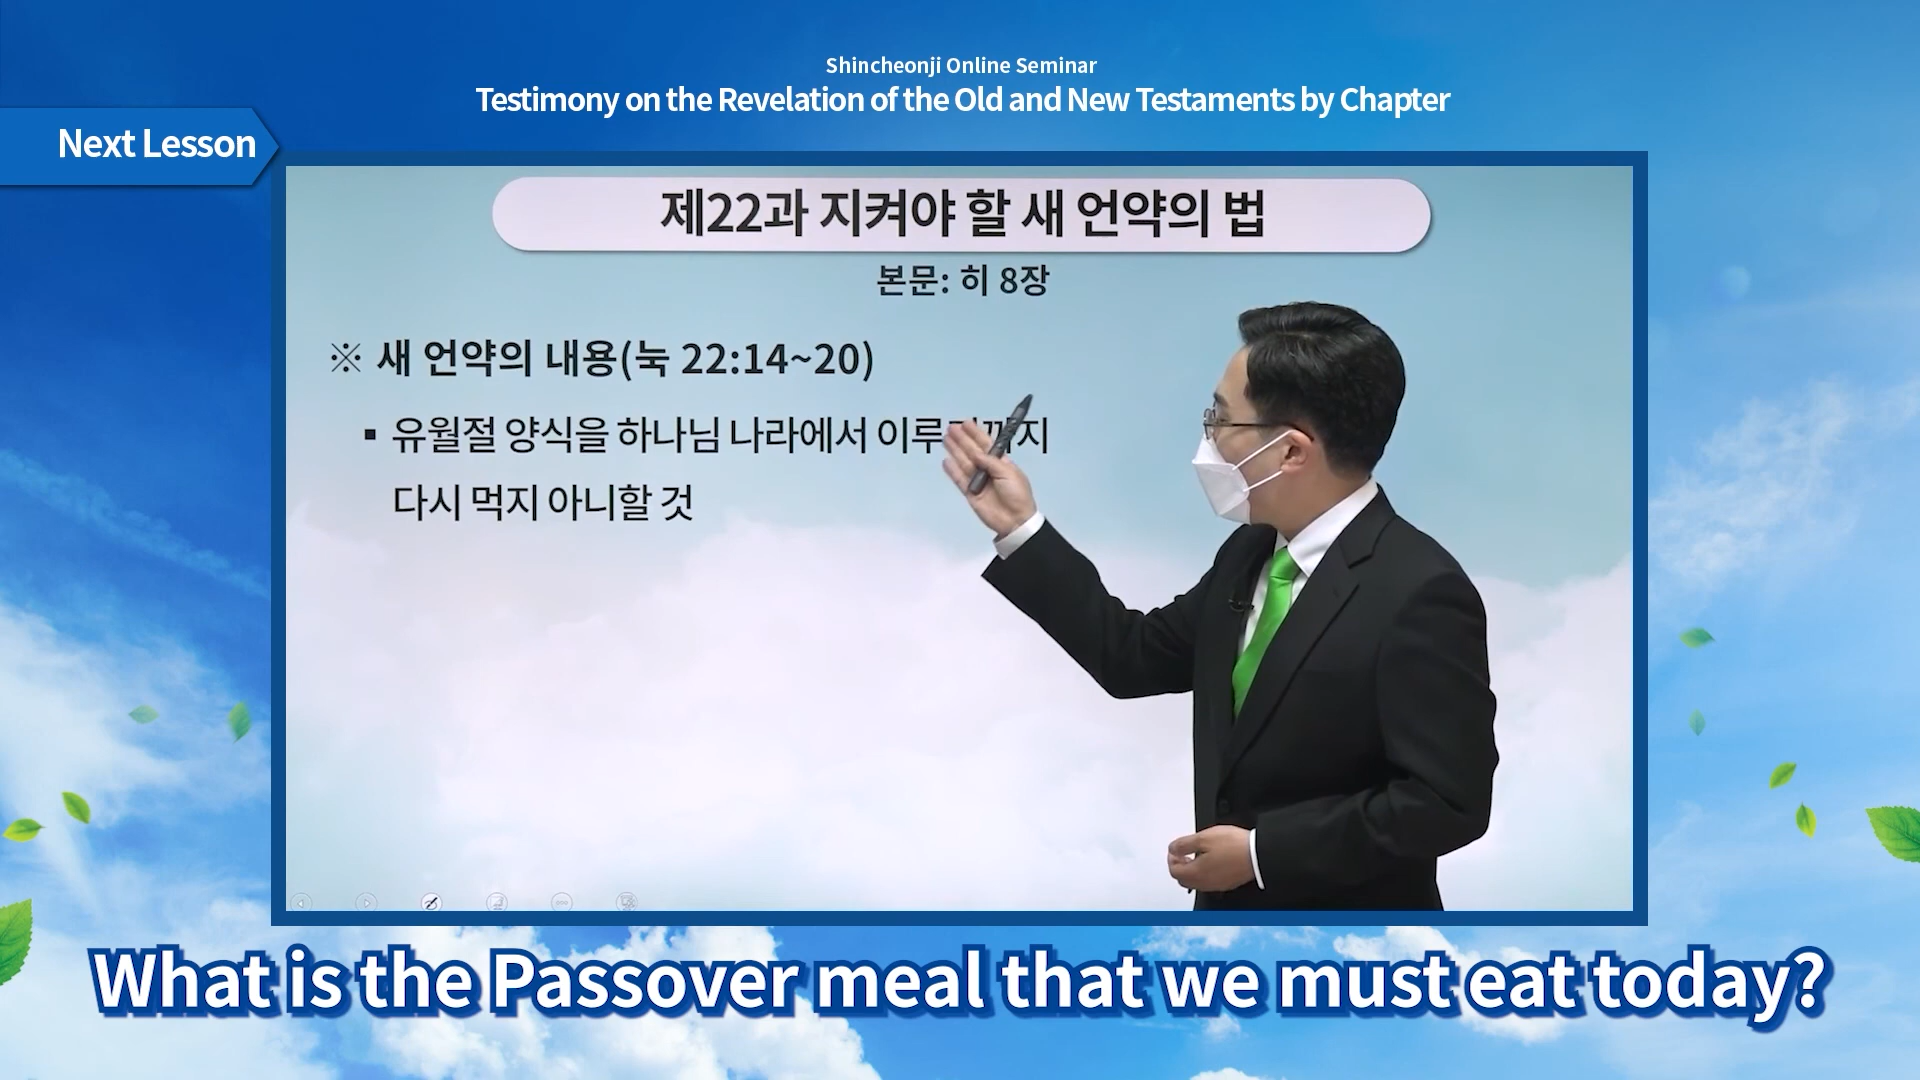 Shincheonji Online Seminar
Testimony on the Revelation of the Old and New Testaments by Chapter
Next Lesson
제22과 지켜야 할 새 언약의 법
본문: 히 8장
※ 새 언약의 내용(눅 22:14~20)
▪ 유월절 양식을 하나님 나라에서
다시 먹지 아니할 것
What is the Passover meal that we must eat today?